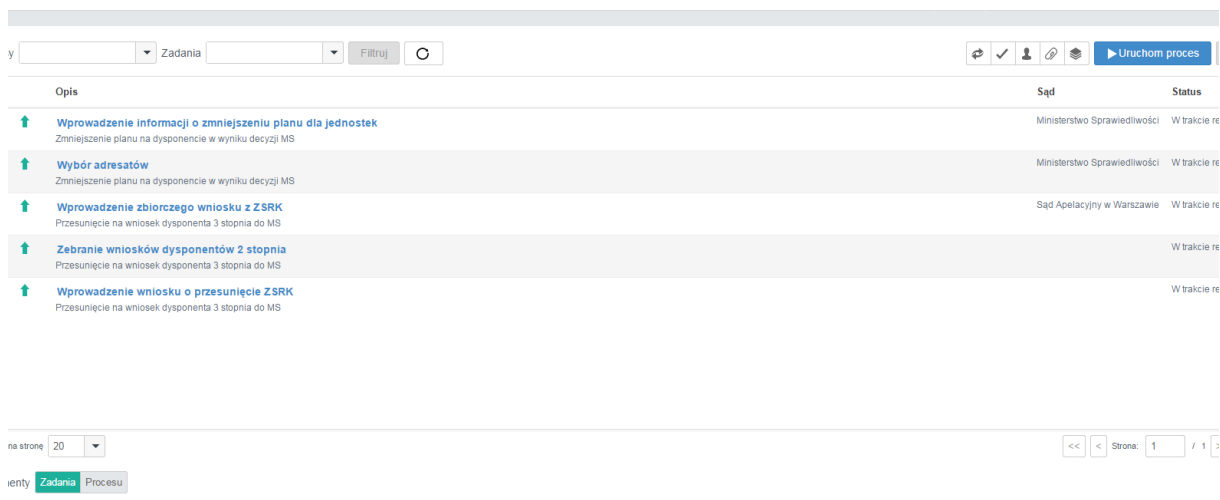 y Zadania Filtruj Uruchom proces
Opis Sąd Status
Wprowadzenie informacji o zmniejszeniu planu dla jednostek Ministerstwo Sprawiedliwości W trakcie re
Zmniejszenie planu na dysponencie w wyniku decyzji MS
Wybór adresatów Ministerstwo Sprawiedliwości W trakcie re
Zmniejszenie planu na dysponencie w wyniku decyzji MS
Wprowadzenie zbiorczego wniosku z ZSRK Sąd Apelacyjny w Warszawie W trakcie re
Przesunięcie na wniosek dysponenta 3 stopnia do MS
Zebranie wniosków dysponentów 2 stopnia W trakcie re
Przesunięcie na wniosek dysponenta 3 stopnia do MS
Wprowadzenie wniosku o przesunięcie ZSRK W trakcie re
Przesunięcie na wniosek dysponenta 3 stopnia do MS
na stronę 20 << < Strona: 1 / 1 >
enty Zadania Procesu